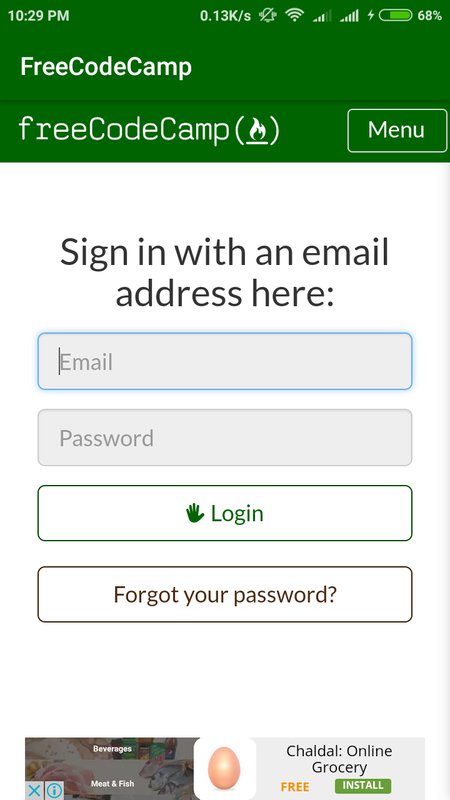 10:29 PM 0.13K/s 68%
FreeCodeCamp
freeCodeCamp(🔥)
Menu
Sign in with an email
address here:
Email
Password
Login
Forgot your password?
Beverages
Meat & Fish
Chaldal: Online
Grocery
FREE INSTALL